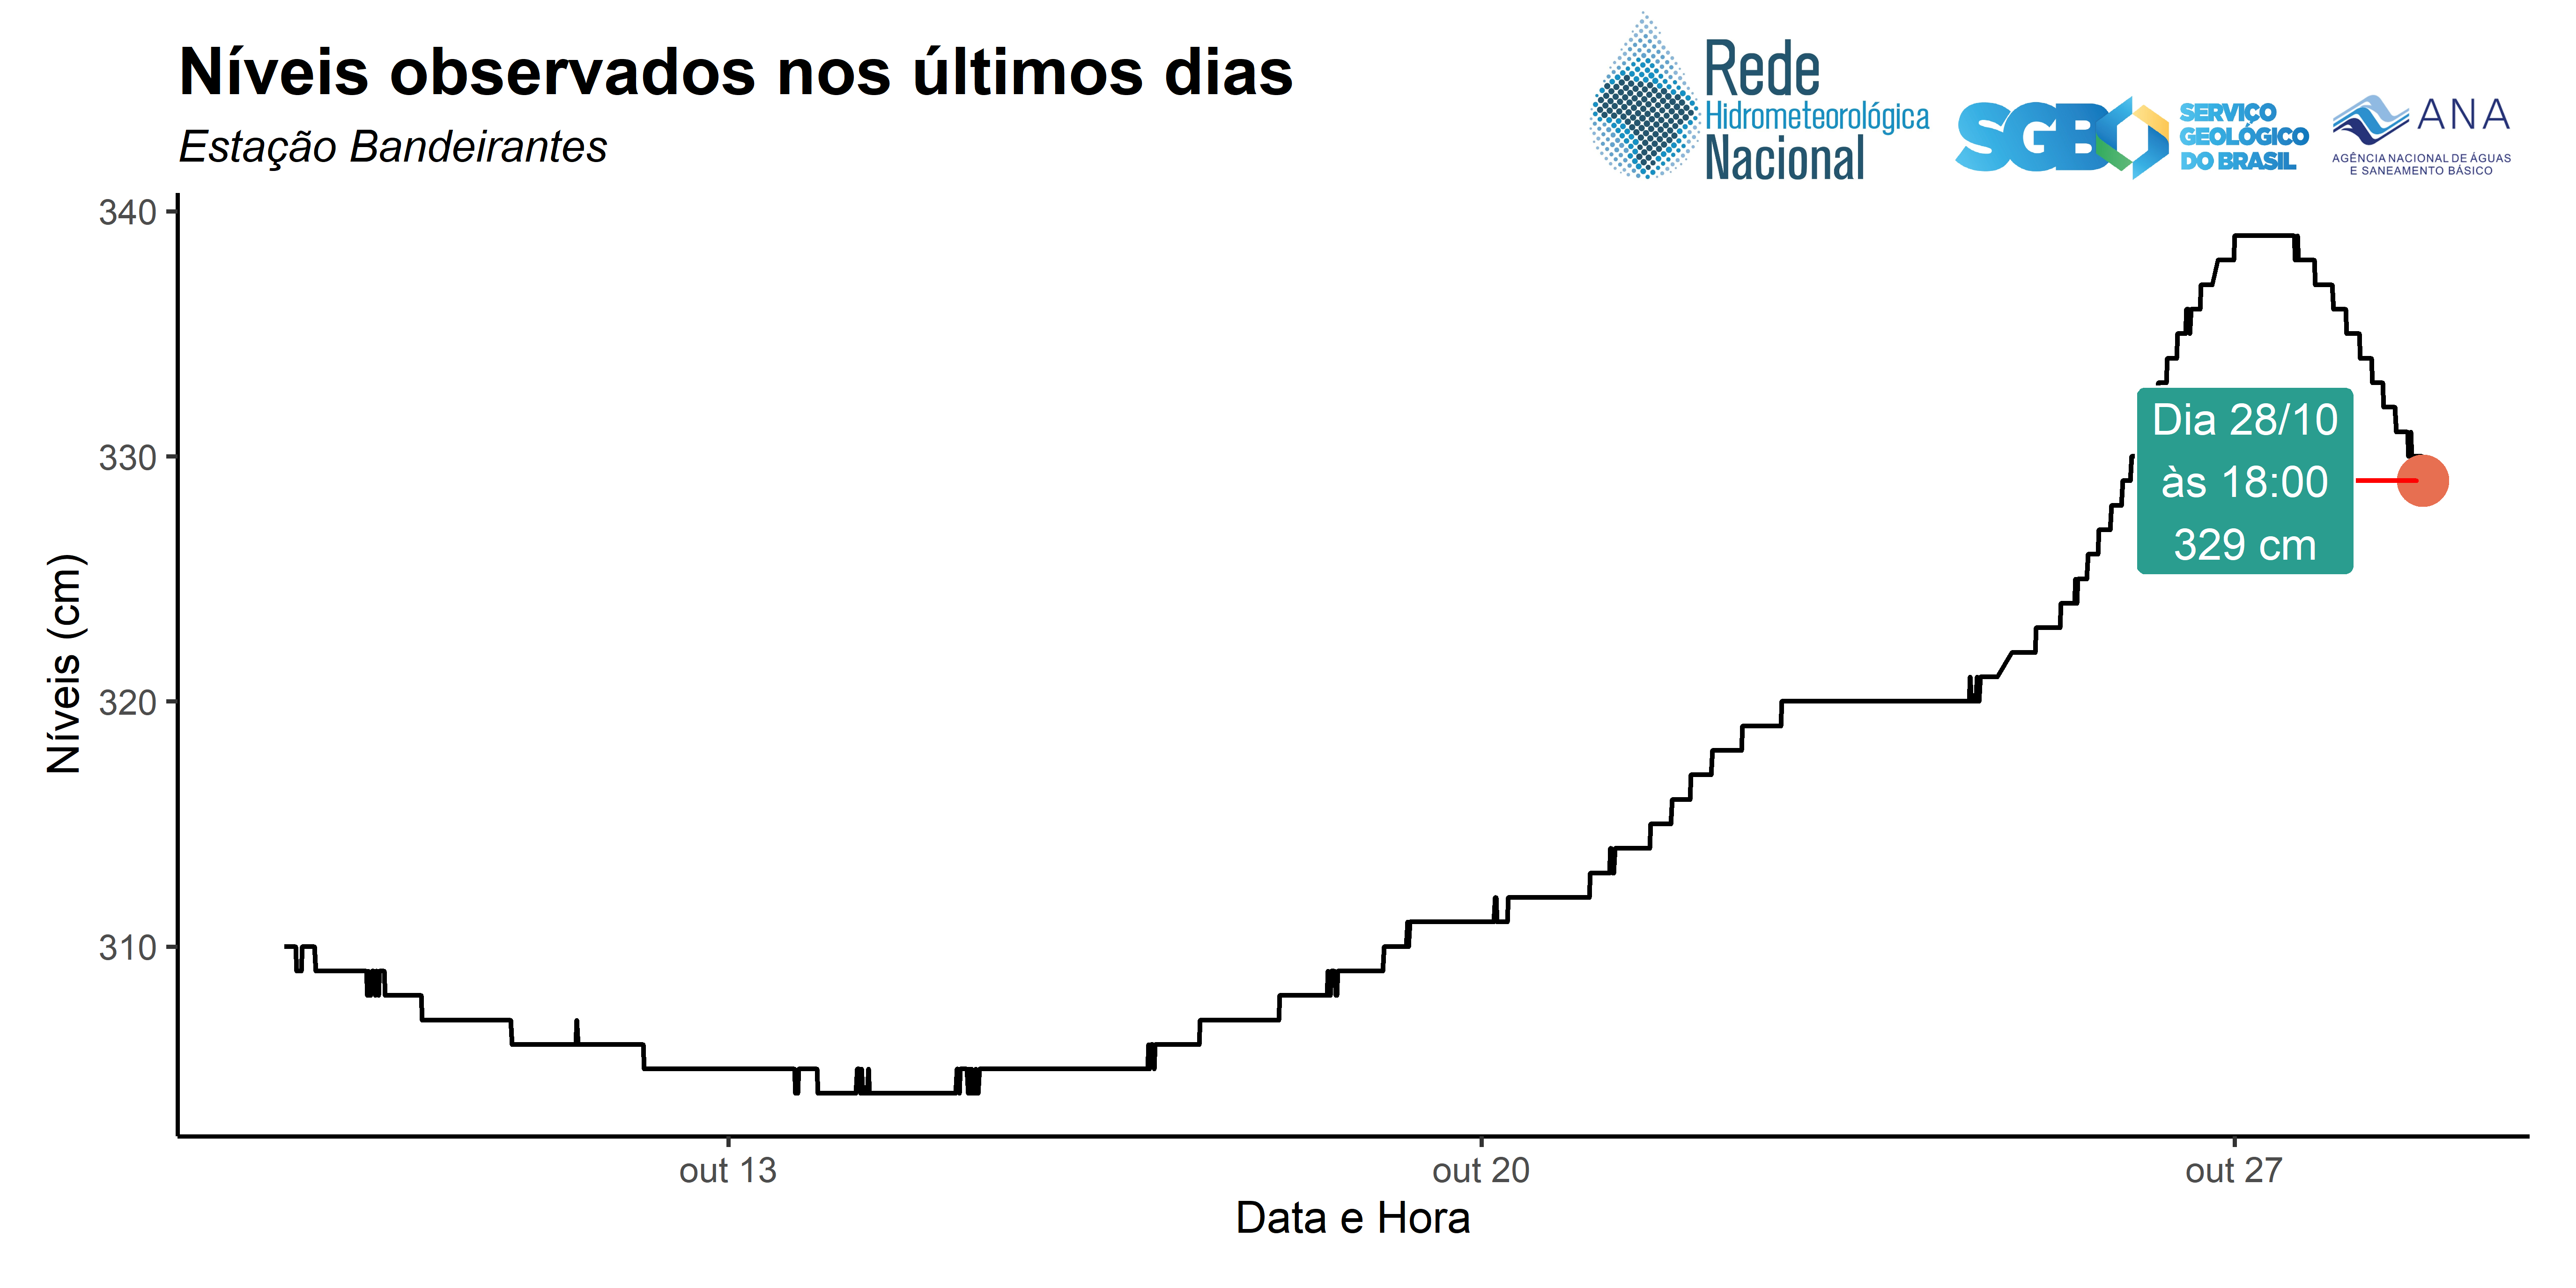 Níveis observados nos últimos dias
Estação Bandeirantes
Rede
Hidrometeorológica
Nacional
SGB
SERVIÇO
GEOLÓGICO
DO BRASIL
ANA
AGÊNCIA NACIONAL DE ÁGUAS
E SANEAMENTO BÁSICO
340
330
320
310
Níveis (cm)
Dia 28/10
às 18:00
329 cm
out 13
out 20
out 27
Data e Hora